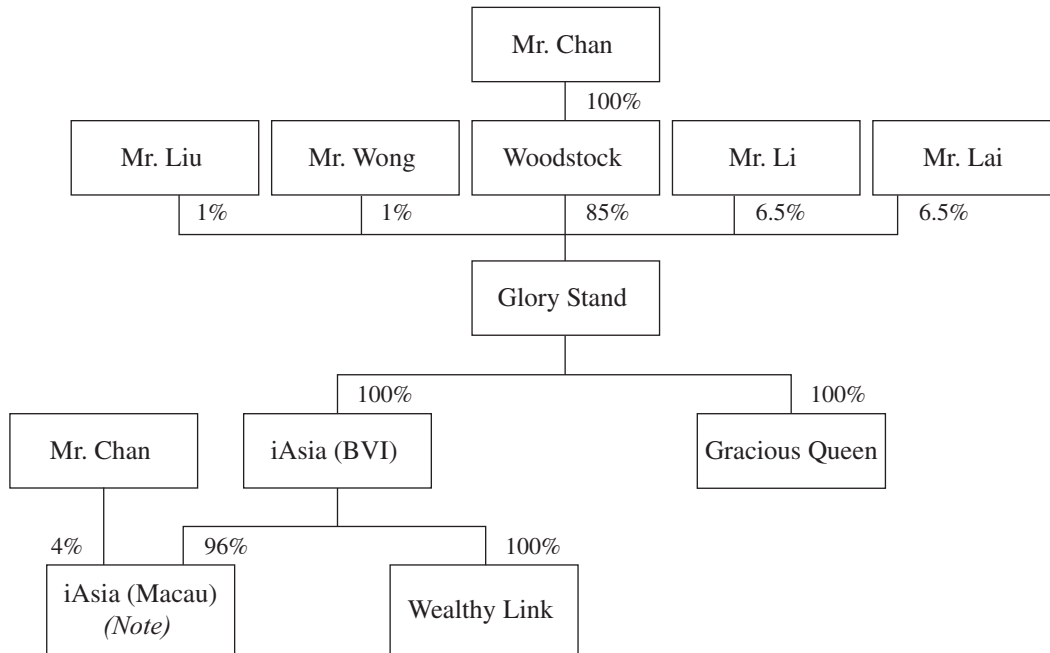 Mr. Chan
100%
Mr. Liu
Mr. Wong
Woodstock
Mr. Li
Mr. Lai
1%
1%
85%
6.5%
6.5%
Glory Stand
100%
100%
Mr. Chan
iAsia (BVI)
Gracious Queen
4%
96%
100%
iAsia (Macau)
(Note)
Wealthy Link